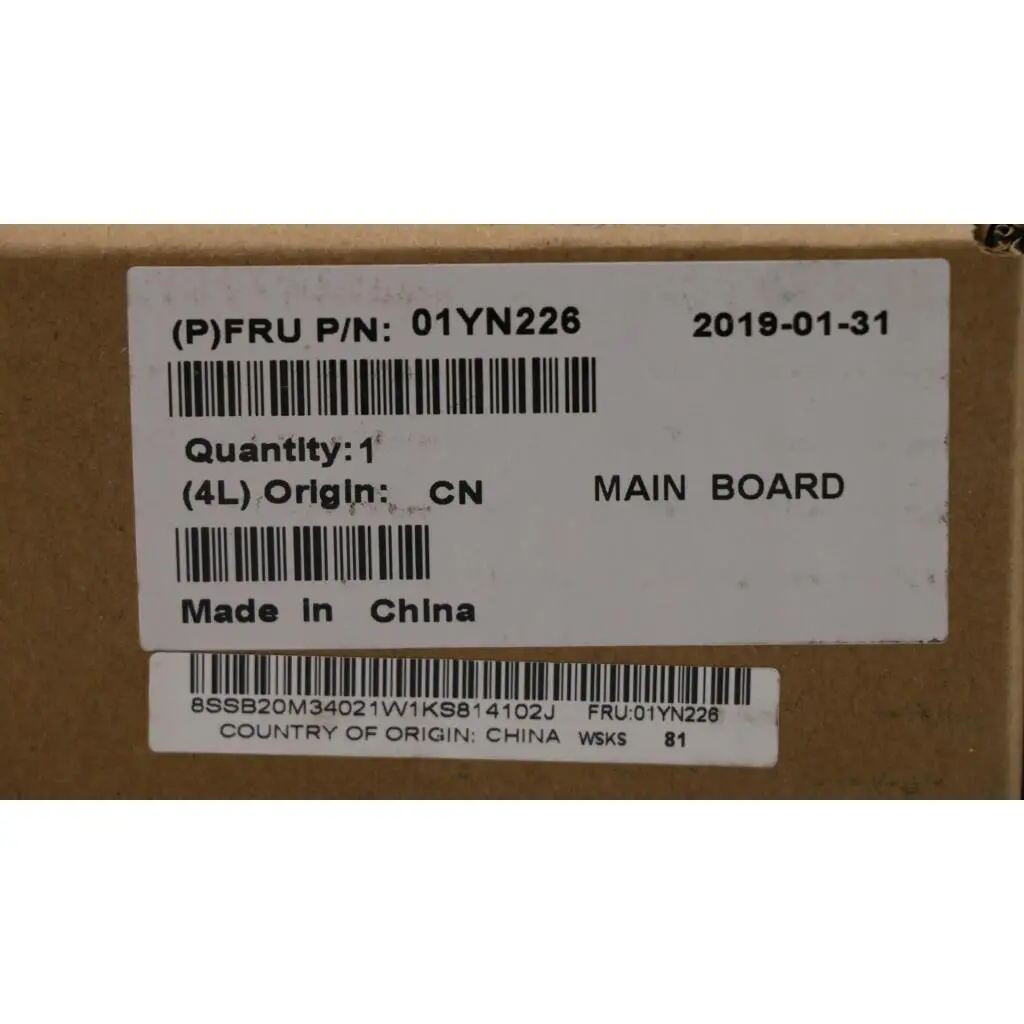 (P)FRU P/N: 01YN226 2019-01-31
Quantity:1
(4L) Origin: CN MAIN BOARD
Made in China
8SSB20M34021W1KS814102J FRU:01YN226
COUNTRY OF ORIGIN: CHINA WSKS 81